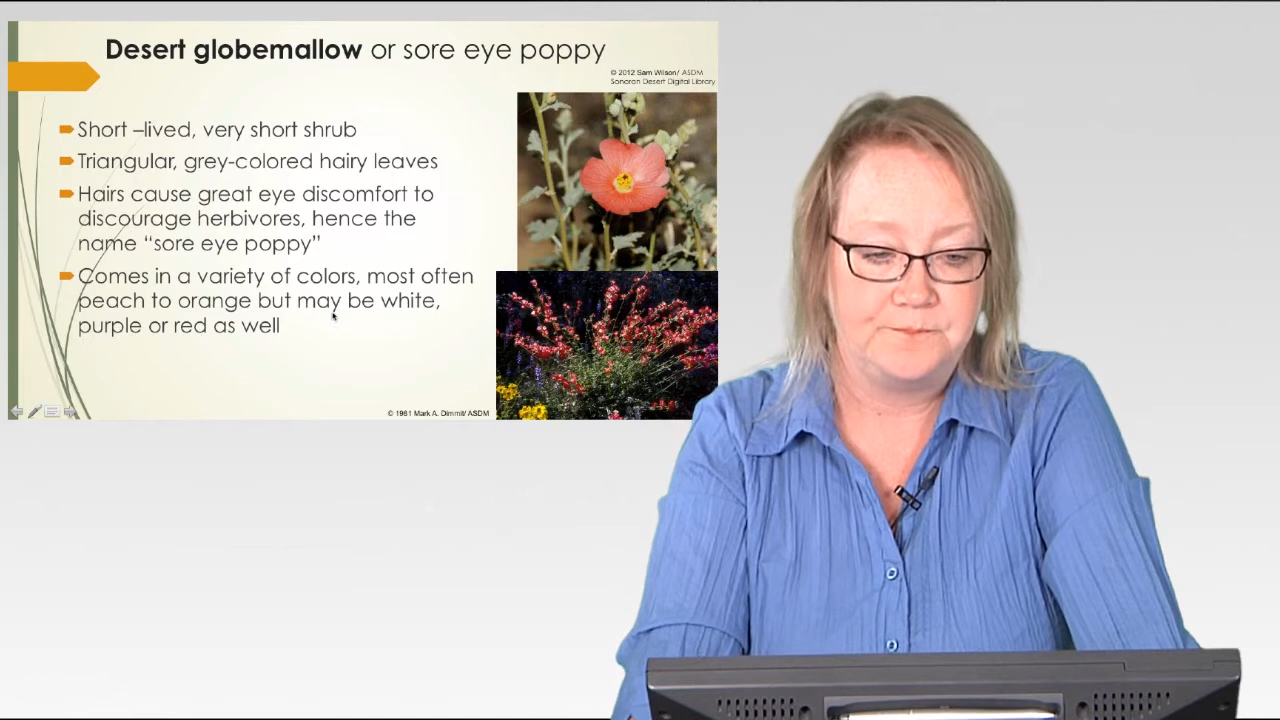 Desert globemallow or sore eye poppy
© 2012 Sam Wilson/ ASDM
Sonoran Desert Digital Library
Short –lived, very short shrub
Triangular, grey-colored hairy leaves
Hairs cause great eye discomfort to
discourage herbivores, hence the
name “sore eye poppy”
Comes in a variety of colors, most often
peach to orange but may be white,
purple or red as well
© 1981 Mark A. Dimmit/ ASDM